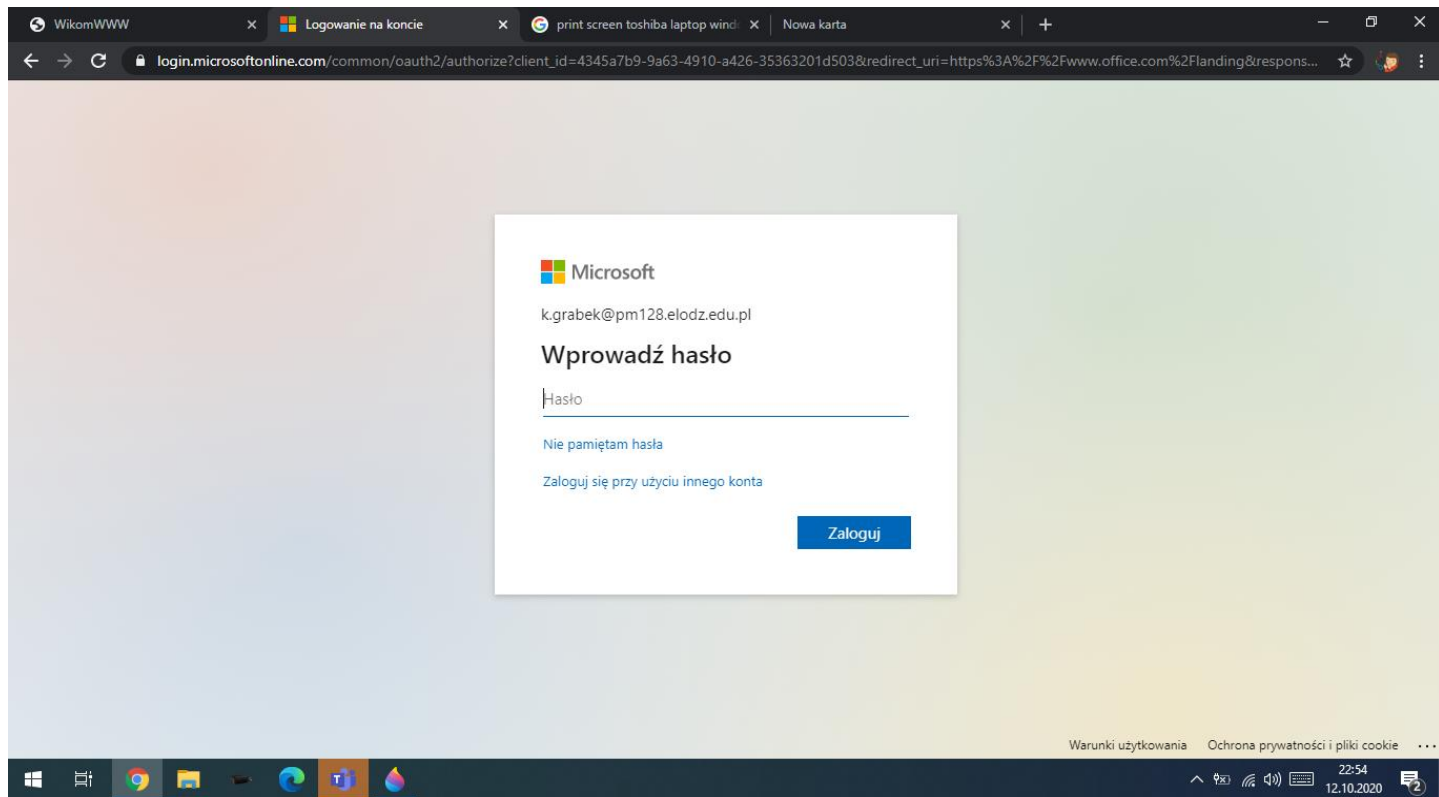 WikomWWW
Logowanie na koncie
print screen toshiba laptop wind
Nowa karta
login.microsoftonline.com/common/oauth2/authorize?client_id=4345a7b9-9a63-4910-a426-35363201d503&redirect_uri=https%3A%2F%2Fwww.office.com%2Flanding&respons...
Microsoft
k.grabek@pm128.elodz.edu.pl
Wprowadź hasło
Hasło
Nie pamiętam hasła
Zaloguj się przy użyciu innego konta
Zaloguj
Warunki użytkowania Ochrona prywatności i pliki cookie ...
22:54
12.10.2020
2